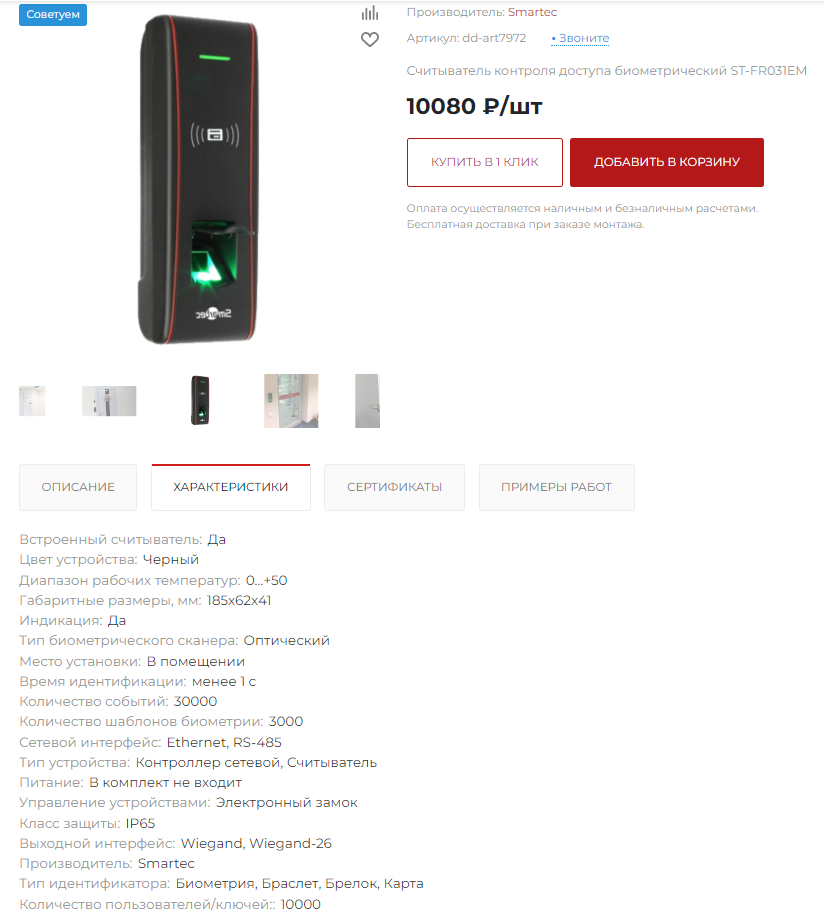 Советуем
Производитель: Smartec
Артикул: dd-art7972
• Звоните
Считыватель контроля доступа биометрический ST-FR031EM
10080 ₽/шт
КУПИТЬ В 1 КЛИК
ДОБАВИТЬ В КОРЗИНУ
Оплата осуществляется наличным и безналичным расчетами.
Бесплатная доставка при заказе монтажа.
Smartec
ОПИСАНИЕ
ХАРАКТЕРИСТИКИ
СЕРТИФИКАТЫ
ПРИМЕРЫ РАБОТ
Встроенный считыватель: Да
Цвет устройства: Черный
Диапазон рабочих температур: 0...+50
Габаритные размеры, мм: 185x62x41
Индикация: Да
Тип биометрического сканера: Оптический
Место установки: В помещении
Время идентификации: менее 1 с
Количество событий: 30000
Количество шаблонов биометрии: 3000
Сетевой интерфейс: Ethernet, RS-485
Тип устройства: Контроллер сетевой, Считыватель
Питание: В комплект не входит
Управление устройствами: Электронный замок
Класс защиты: IP65
Выходной интерфейс: Wiegand, Wiegand-26
Производитель: Smartec
Тип идентификатора: Биометрия, Браслет, Брелок, Карта
Количество пользователей/ключей:: 10000